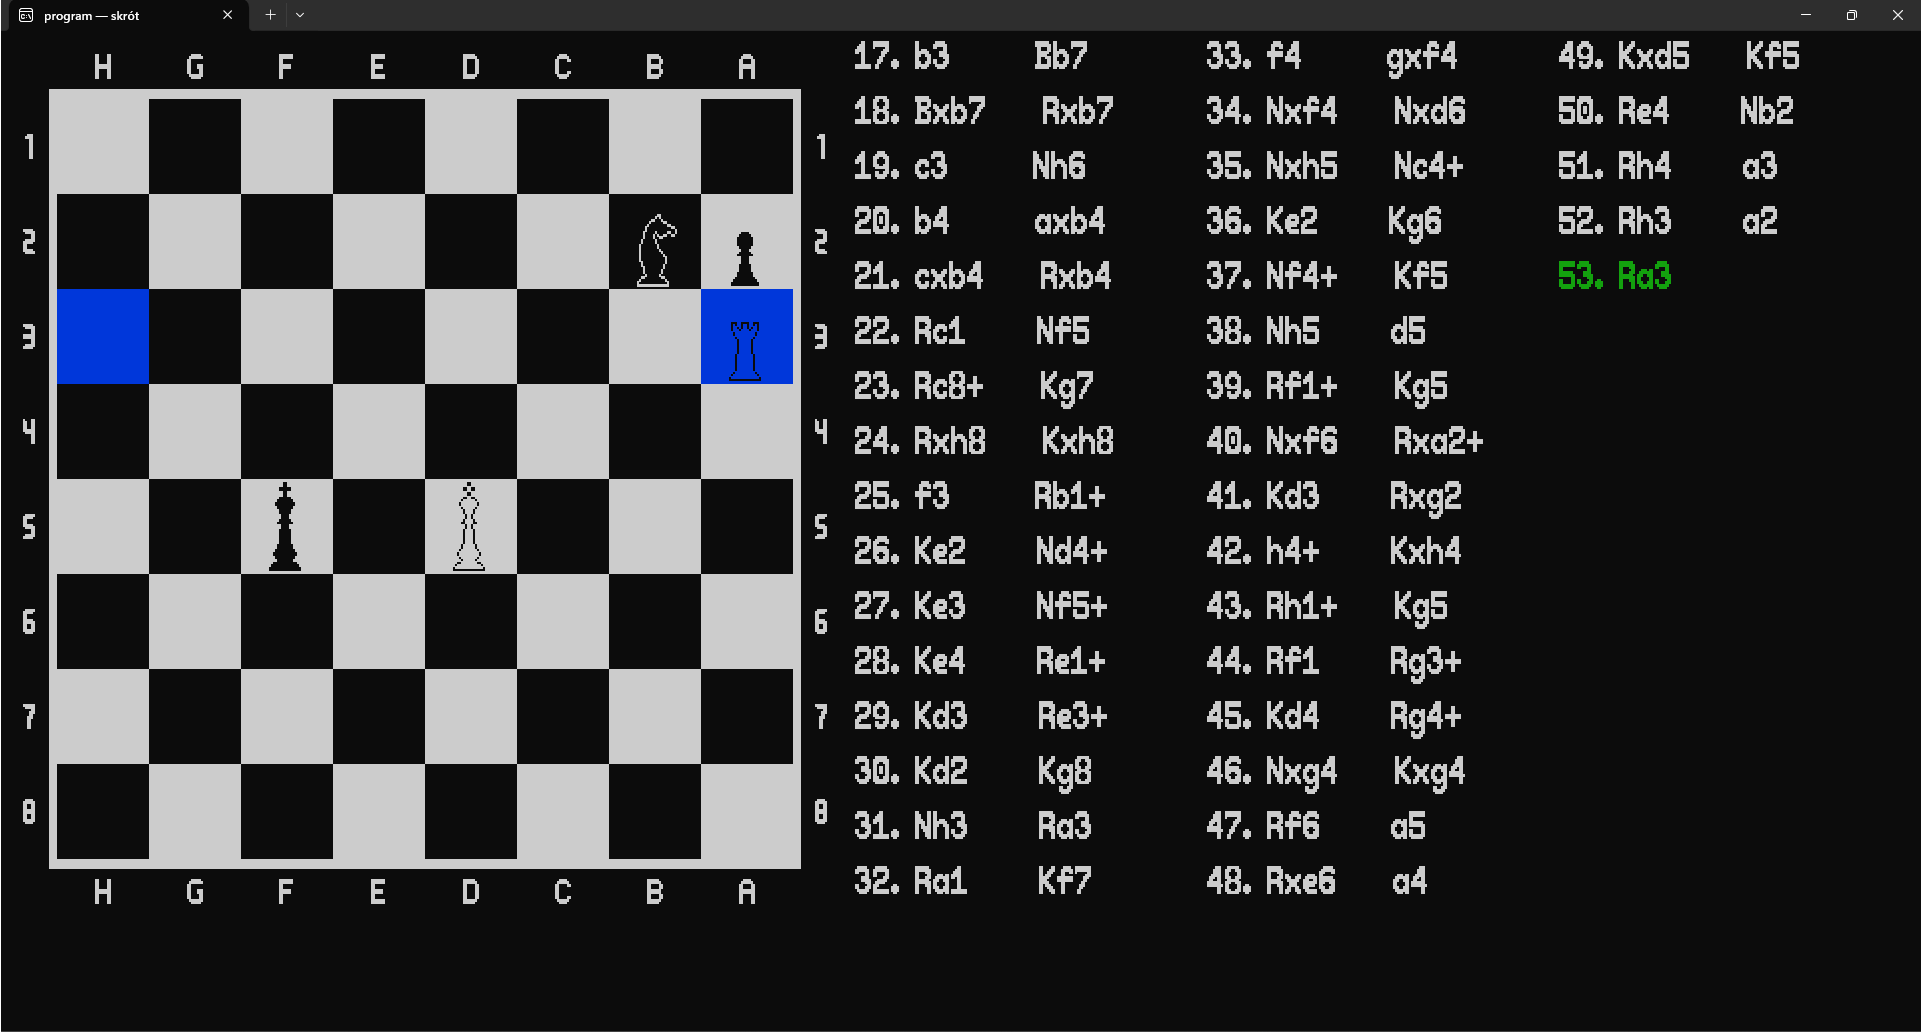 program — skrót
H G F E D C B A
1 1
2 2
3 3
4 4
5 5
6 6
7 7
8 8
H G F E D C B A
17. b3 Bb7
18. Bxb7 Rxb7
19. c3 Nh6
20. b4 axb4
21. cxb4 Rxb4
22. Rc1 Nf5
23. Rc8+ Kg7
24. Rxh8 Kxh8
25. f3 Rb1+
26. Ke2 Nd4+
27. Ke3 Nf5+
28. Ke4 Re1+
29. Kd3 Re3+
30. Kd2 Kg8
31. Nh3 Ra3
32. Ra1 Kf7
33. f4 gxf4
34. Nxf4 Nxd6
35. Nxh5 Nc4+
36. Ke2 Kg6
37. Nf4+ Kf5
38. Nh5 d5
39. Rf1+ Kg5
40. Nxf6 Rxa2+
41. Kd3 Rxg2
42. h4+ Kxh4
43. Rh1+ Kg5
44. Rf1 Rg3+
45. Kd4 Rg4+
46. Nxg4 Kxg4
47. Rf6 a5
48. Rxe6 a4
49. Kxd5 Kf5
50. Re4 Nb2
51. Rh4 a3
52. Rh3 a2
53. Ra3